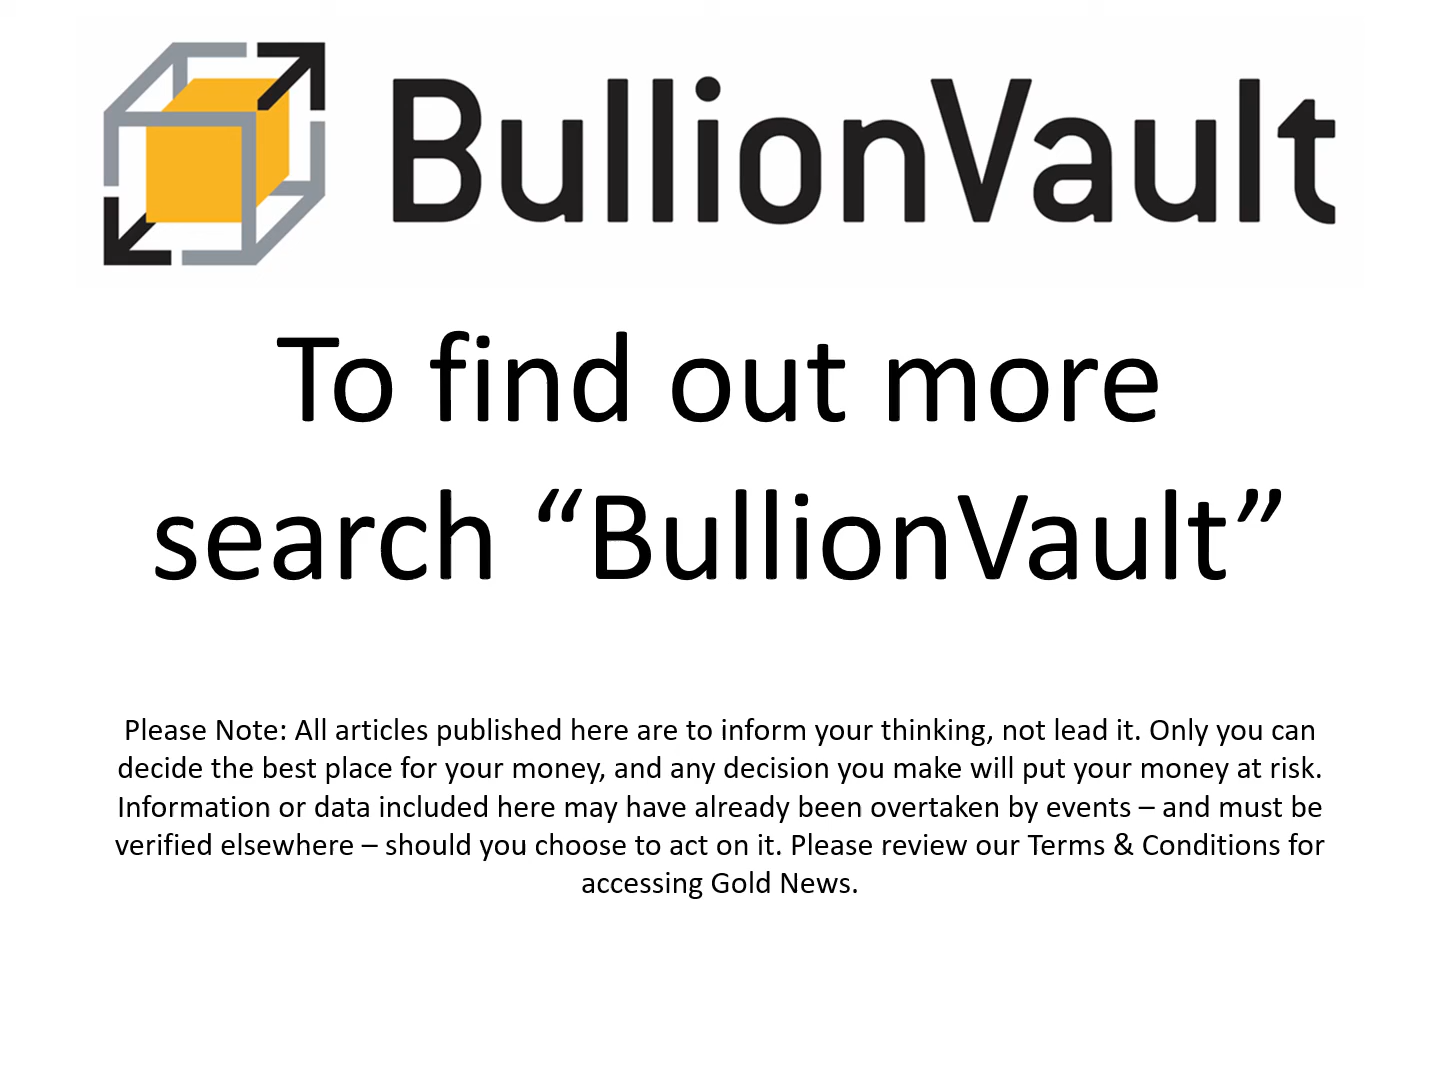 BullionVault
To find out more
search “BullionVault”
Please Note: All articles published here are to inform your thinking, not lead it. Only you can
decide the best place for your money, and any decision you make will put your money at risk.
Information or data included here may have already been overtaken by events – and must be
verified elsewhere – should you choose to act on it. Please review our Terms & Conditions for
accessing Gold News.